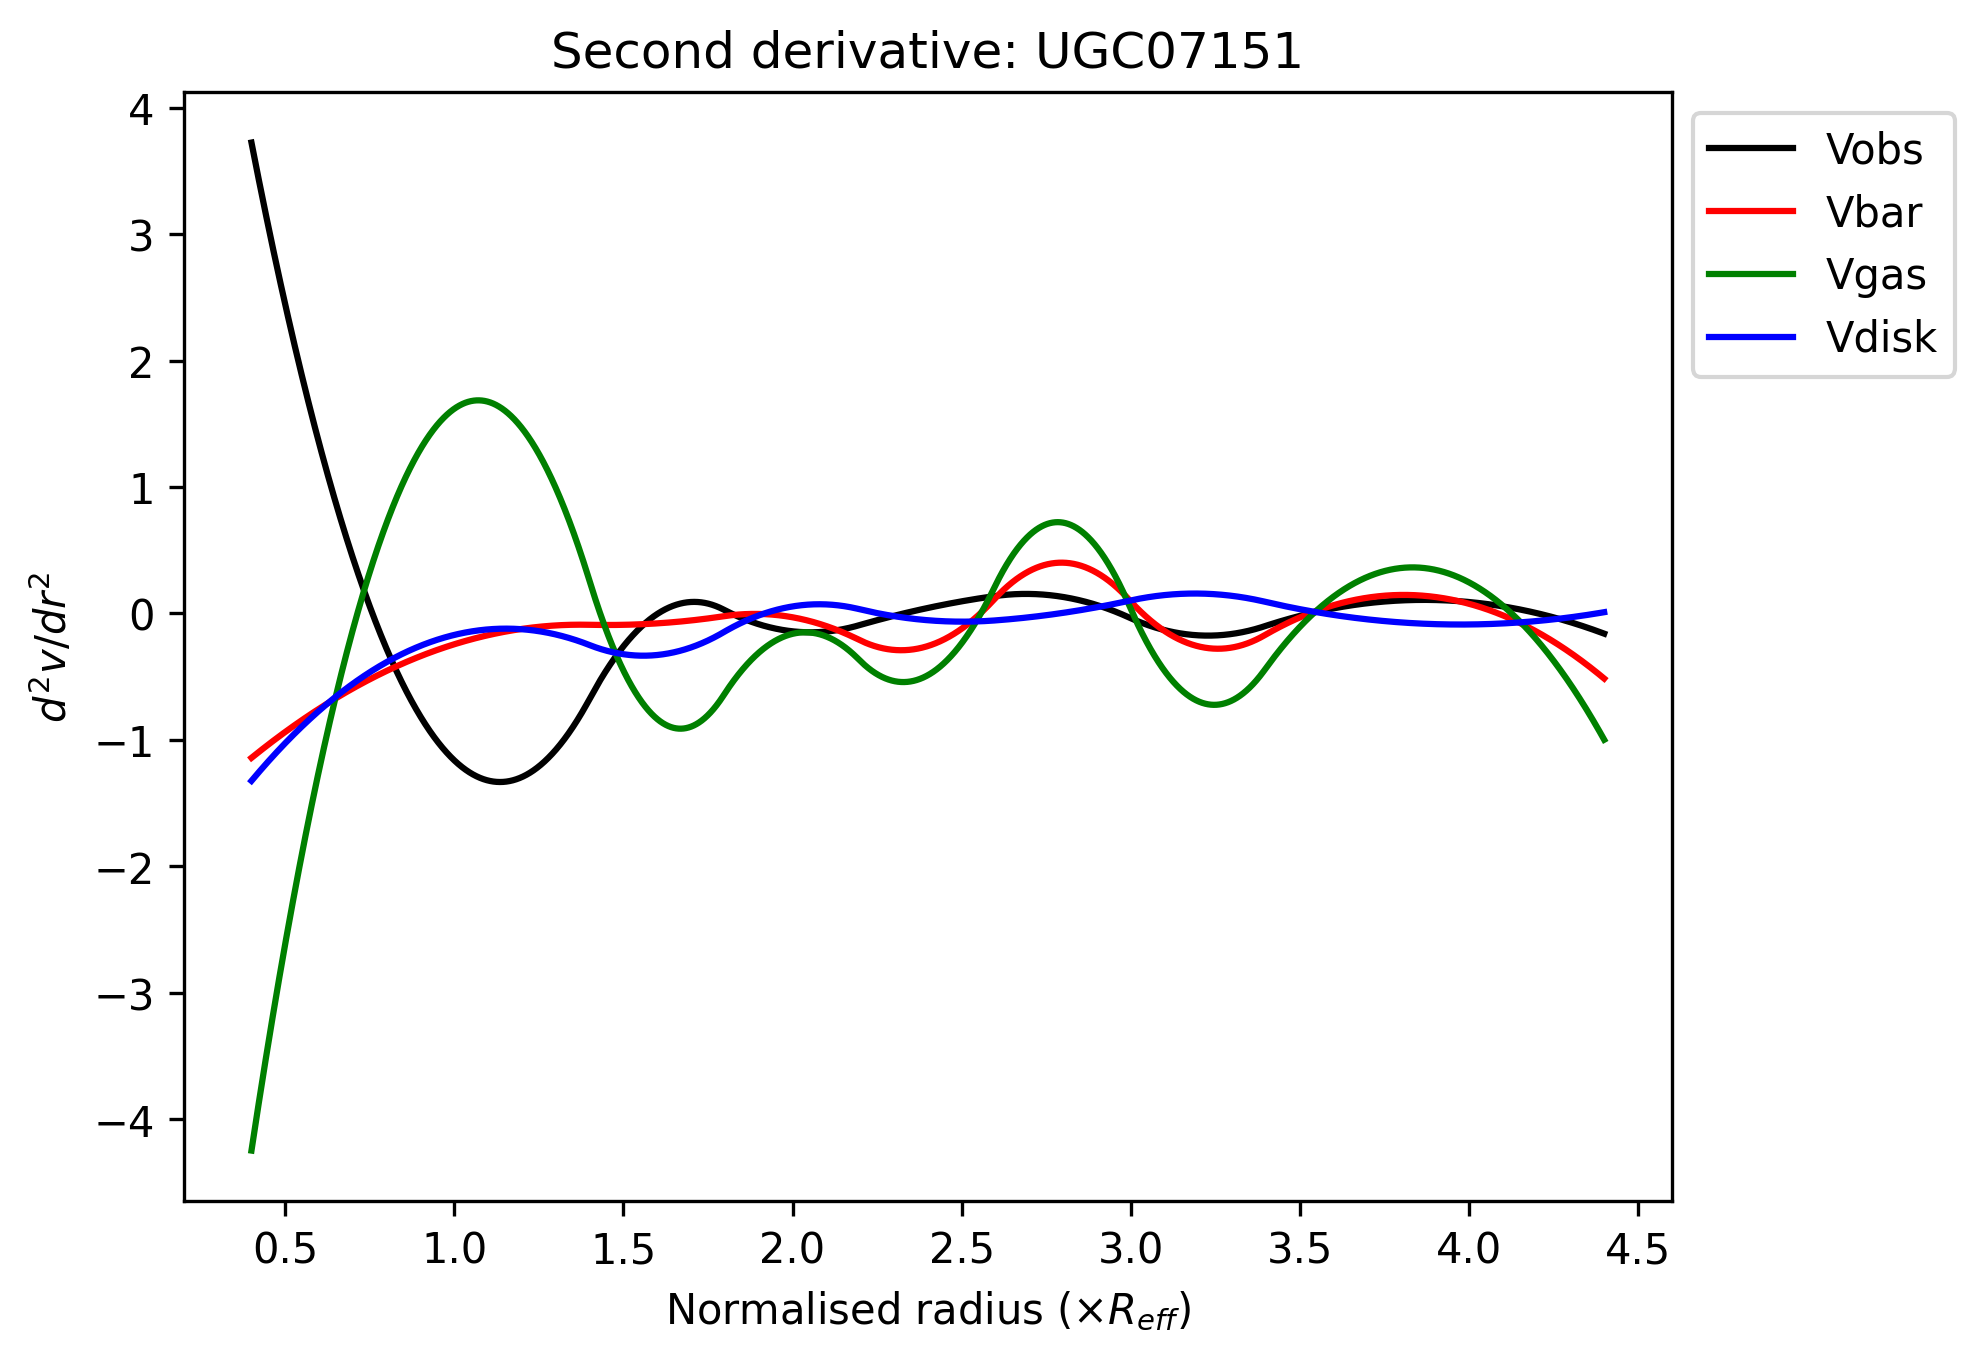 Second derivative: UGC07151
4
3
2
1
0
−1
−2
−3
−4
d²v/dr²
0.5 1.0 1.5 2.0 2.5 3.0 3.5 4.0 4.5
Normalised radius (×R_eff)
Vobs
Vbar
Vgas
Vdisk